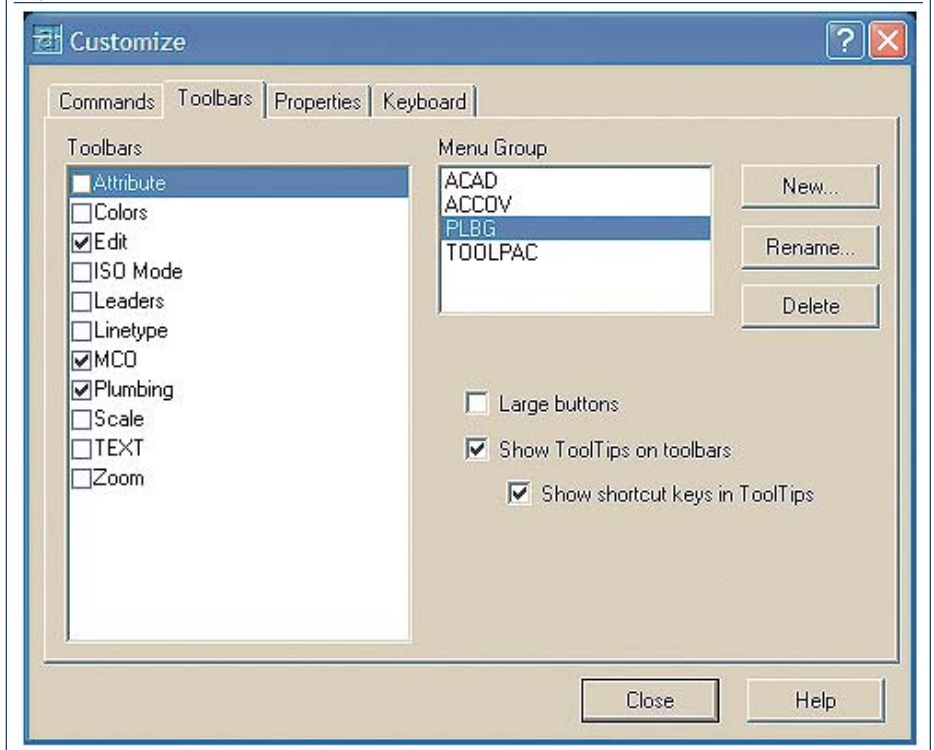 Customize
Commands Toolbars Properties Keyboard
Toolbars
Attribute
Colors
Edit
ISO Mode
Leaders
Linetype
MCO
Plumbing
Scale
TEXT
Zoom
Menu Group
ACAD
ACCOV
PLBG
TOOLPAC
New...
Rename...
Delete
Large buttons
Show ToolTips on toolbars
Show shortcut keys in ToolTips
Close
Help